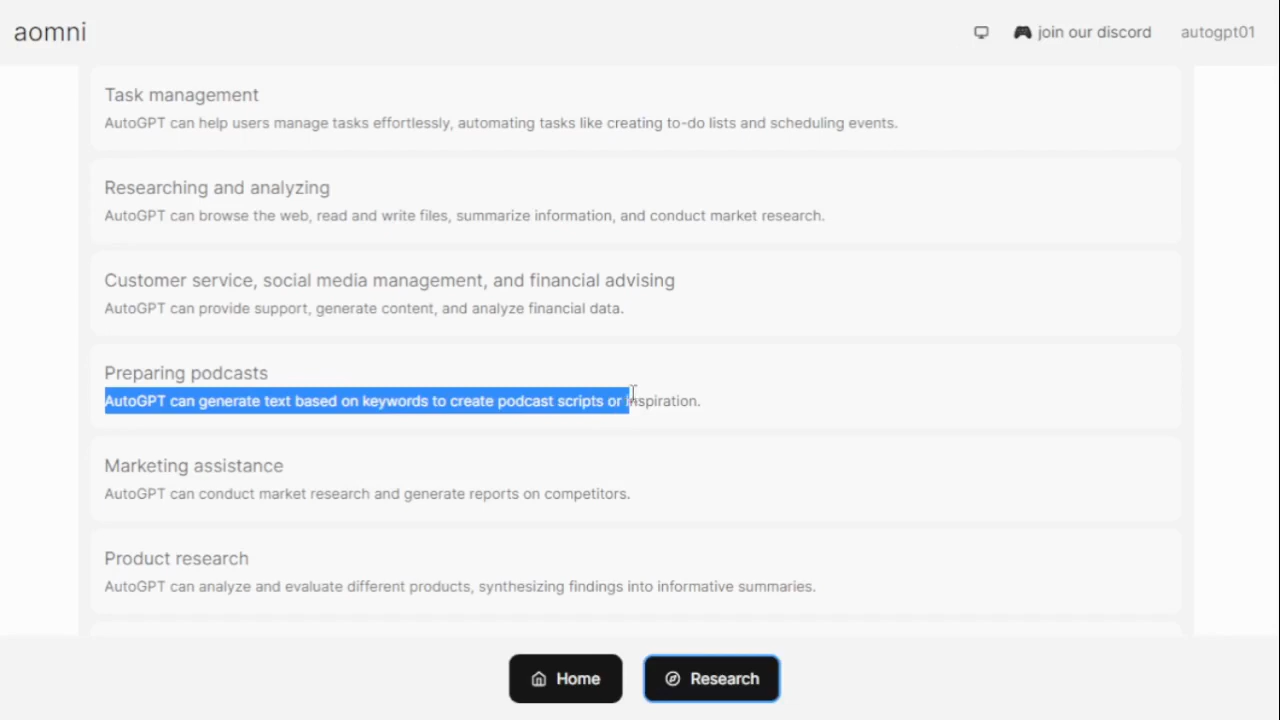 aomni
join our discord
autogpt01
Task management
AutoGPT can help users manage tasks effortlessly, automating tasks like creating to-do lists and scheduling events.
Researching and analyzing
AutoGPT can browse the web, read and write files, summarize information, and conduct market research.
Customer service, social media management, and financial advising
AutoGPT can provide support, generate content, and analyze financial data.
Preparing podcasts
AutoGPT can generate text based on keywords to create podcast scripts or inspiration.
Marketing assistance
AutoGPT can conduct market research and generate reports on competitors.
Product research
AutoGPT can analyze and evaluate different products, synthesizing findings into informative summaries.
Home
Research